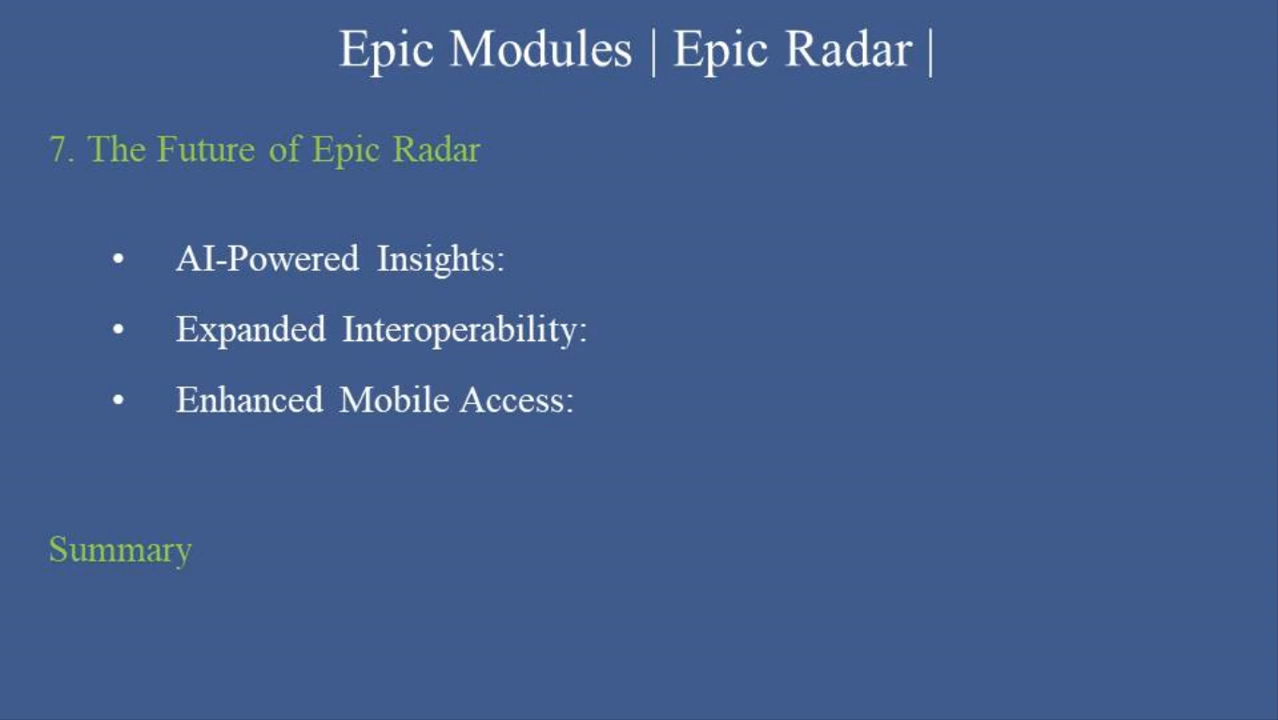 Epic Modules | Epic Radar |
7. The Future of Epic Radar
• AI-Powered Insights:
• Expanded Interoperability:
• Enhanced Mobile Access:
Summary